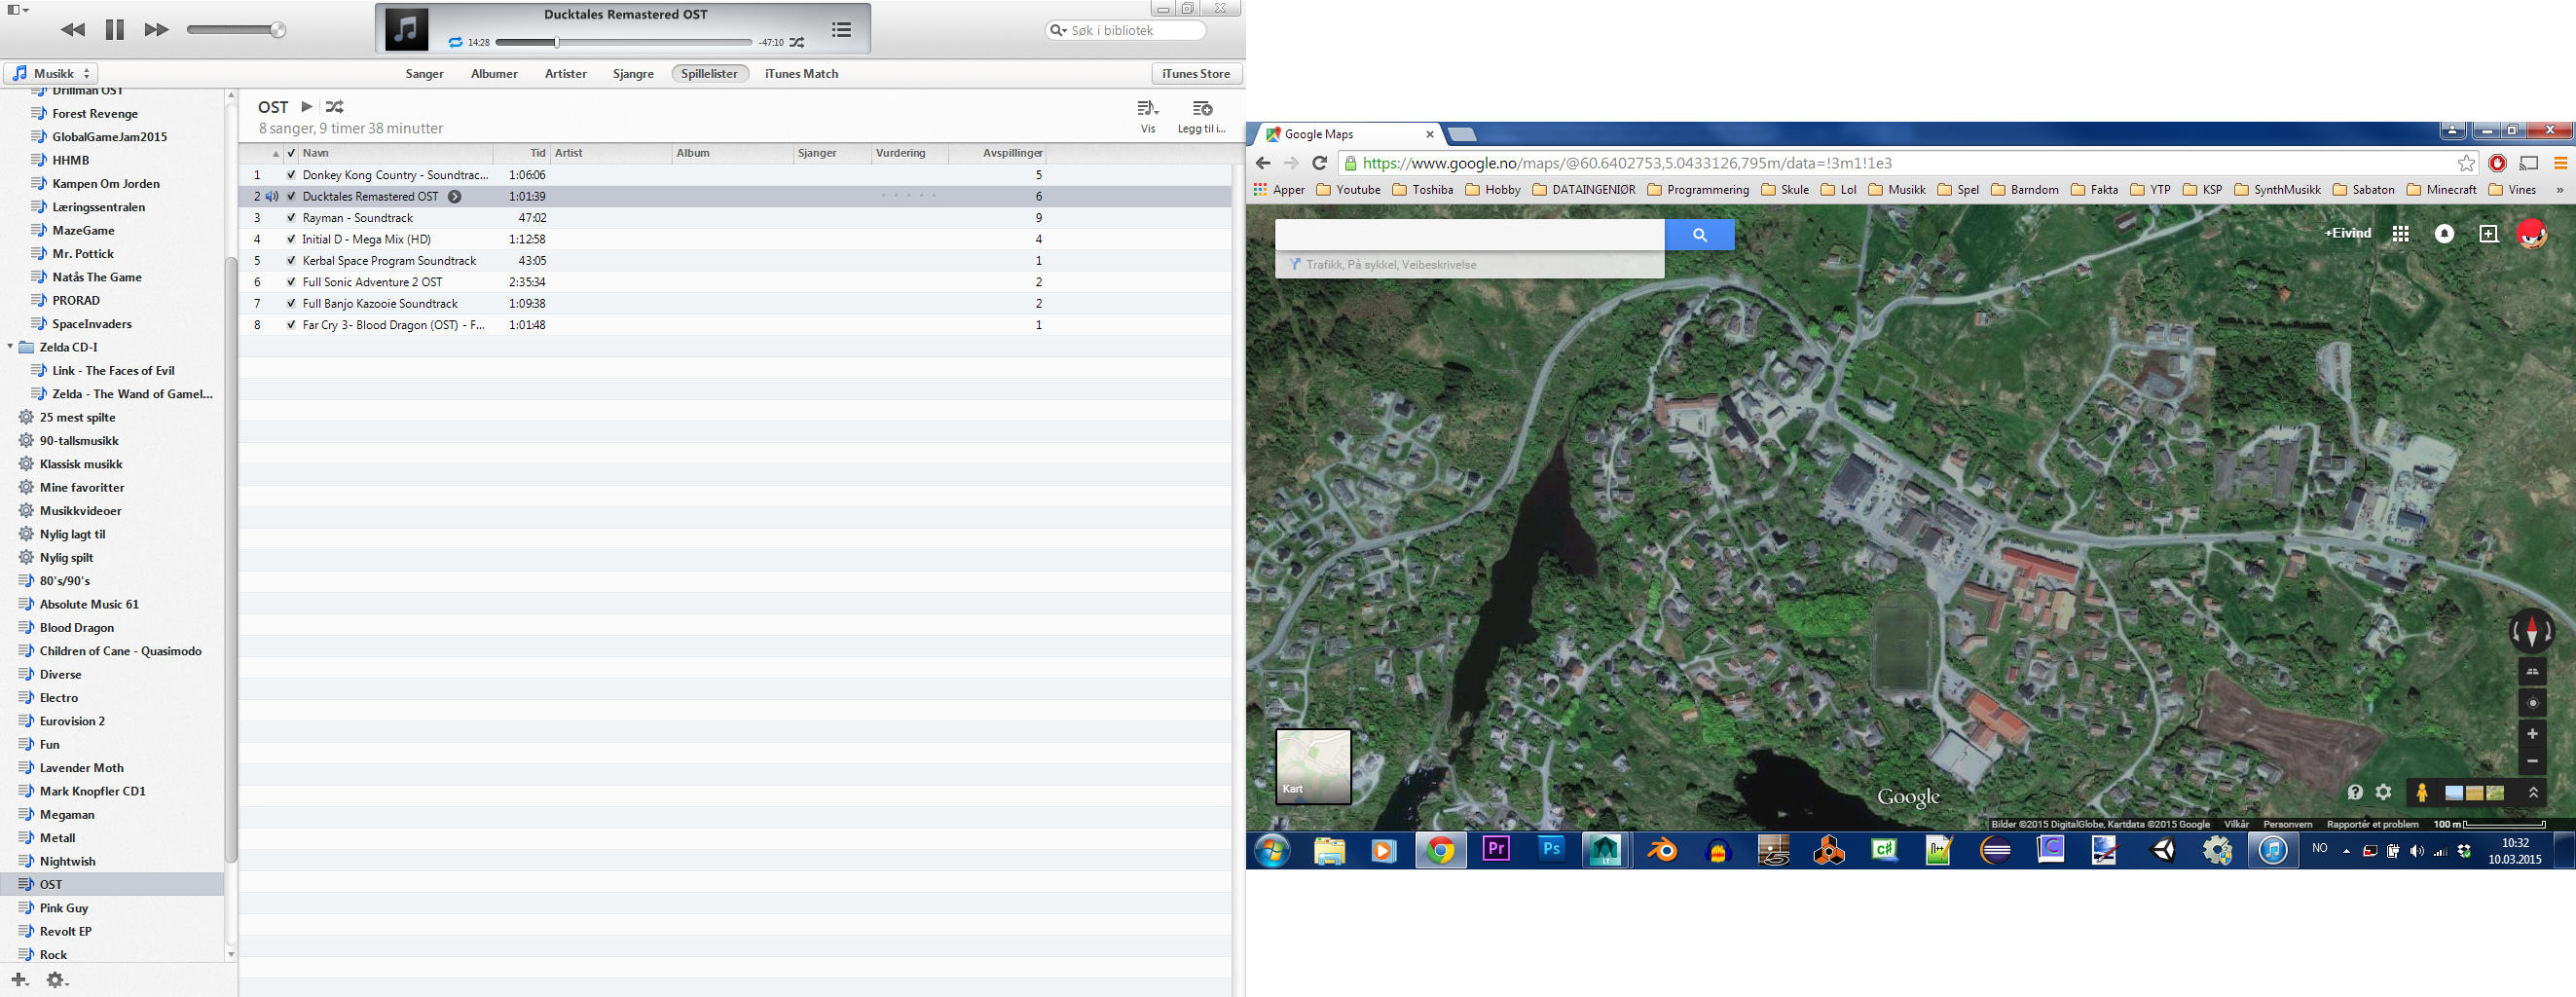 Ducktales Remastered OST
14:28
-47:10
Søk i bibliotek
Musikk
Sanger Albumer Artister Sjangre Spillelister iTunes Match
iTunes Store
Drillman OST
Forest Revenge
GlobalGameJam2015
HHMB
Kampen Om Jorden
Læringssentralen
MazeGame
Mr. Pottick
Natås The Game
PRORAD
SpaceInvaders
Zelda CD-I
Link - The Faces of Evil
Zelda - The Wand of Gamel...
25 mest spilte
90-tallsmusikk
Klassisk musikk
Mine favoritter
Musikkvideoer
Nylig lagt til
Nylig spilt
80's/90's
Absolute Music 61
Blood Dragon
Children of Cane - Quasimodo
Diverse
Electro
Eurovision 2
Fun
Lavender Moth
Mark Knopfler CD1
Megaman
Metall
Nightwish
OST
Pink Guy
Revolt EP
Rock
OST
8 sanger, 9 timer 38 minutter
Vis
Legg til i...
Navn Tid Artist Album Sjanger Vurdering Avspillinger
1 Donkey Kong Country - Soundtrac... 1:06:06 5
2 Ducktales Remastered OST 1:01:39 6
3 Rayman - Soundtrack 47:02 9
4 Initial D - Mega Mix (HD) 1:12:58 4
5 Kerbal Space Program Soundtrack 43:05 1
6 Full Sonic Adventure 2 OST 2:35:34 2
7 Full Banjo Kazooie Soundtrack 1:09:38 2
8 Far Cry 3- Blood Dragon (OST) - F... 1:01:48 1
Google Maps
https://www.google.no/maps/@60.6402753,5.0433126,795m/data=!3m1!1e3
Apper Youtube Toshiba Hobby DATAINGENIØR Programmering Skule Lol Musikk Spel Barndom Fakta YTP KSP SynthMusikk Sabaton Minecraft Vines »
+Eivind
Trafikk, På sykkel, Veibeskrivelse
Kart
Google
Bilder ©2015 DigitalGlobe, Kartdata ©2015 Google Vilkår Personvern Rapportér et problem 100 m
Pr
Ps
LT
C#
NO
10:32
10.03.2015